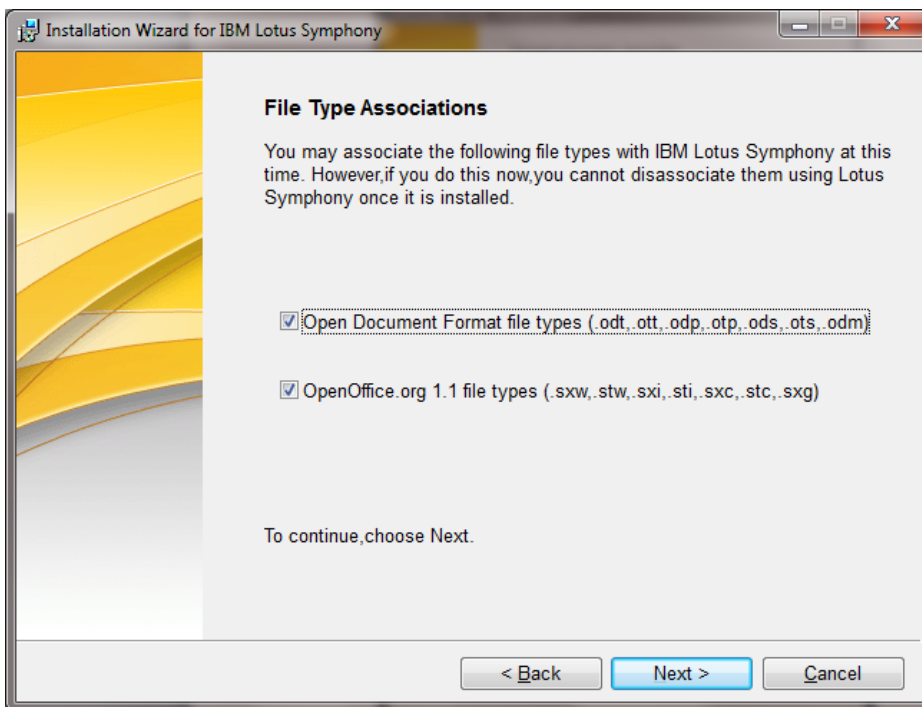 Installation Wizard for IBM Lotus Symphony
File Type Associations
You may associate the following file types with IBM Lotus Symphony at this
time. However,if you do this now,you cannot disassociate them using Lotus
Symphony once it is installed.
Open Document Format file types (.odt,.ott,.odp,.otp,.ods,.ots,.odm)
OpenOffice.org 1.1 file types (.sxw,.stw,.sxi,.sti,.sxc,.stc,.sxg)
To continue,choose Next.
< Back
Next >
Cancel